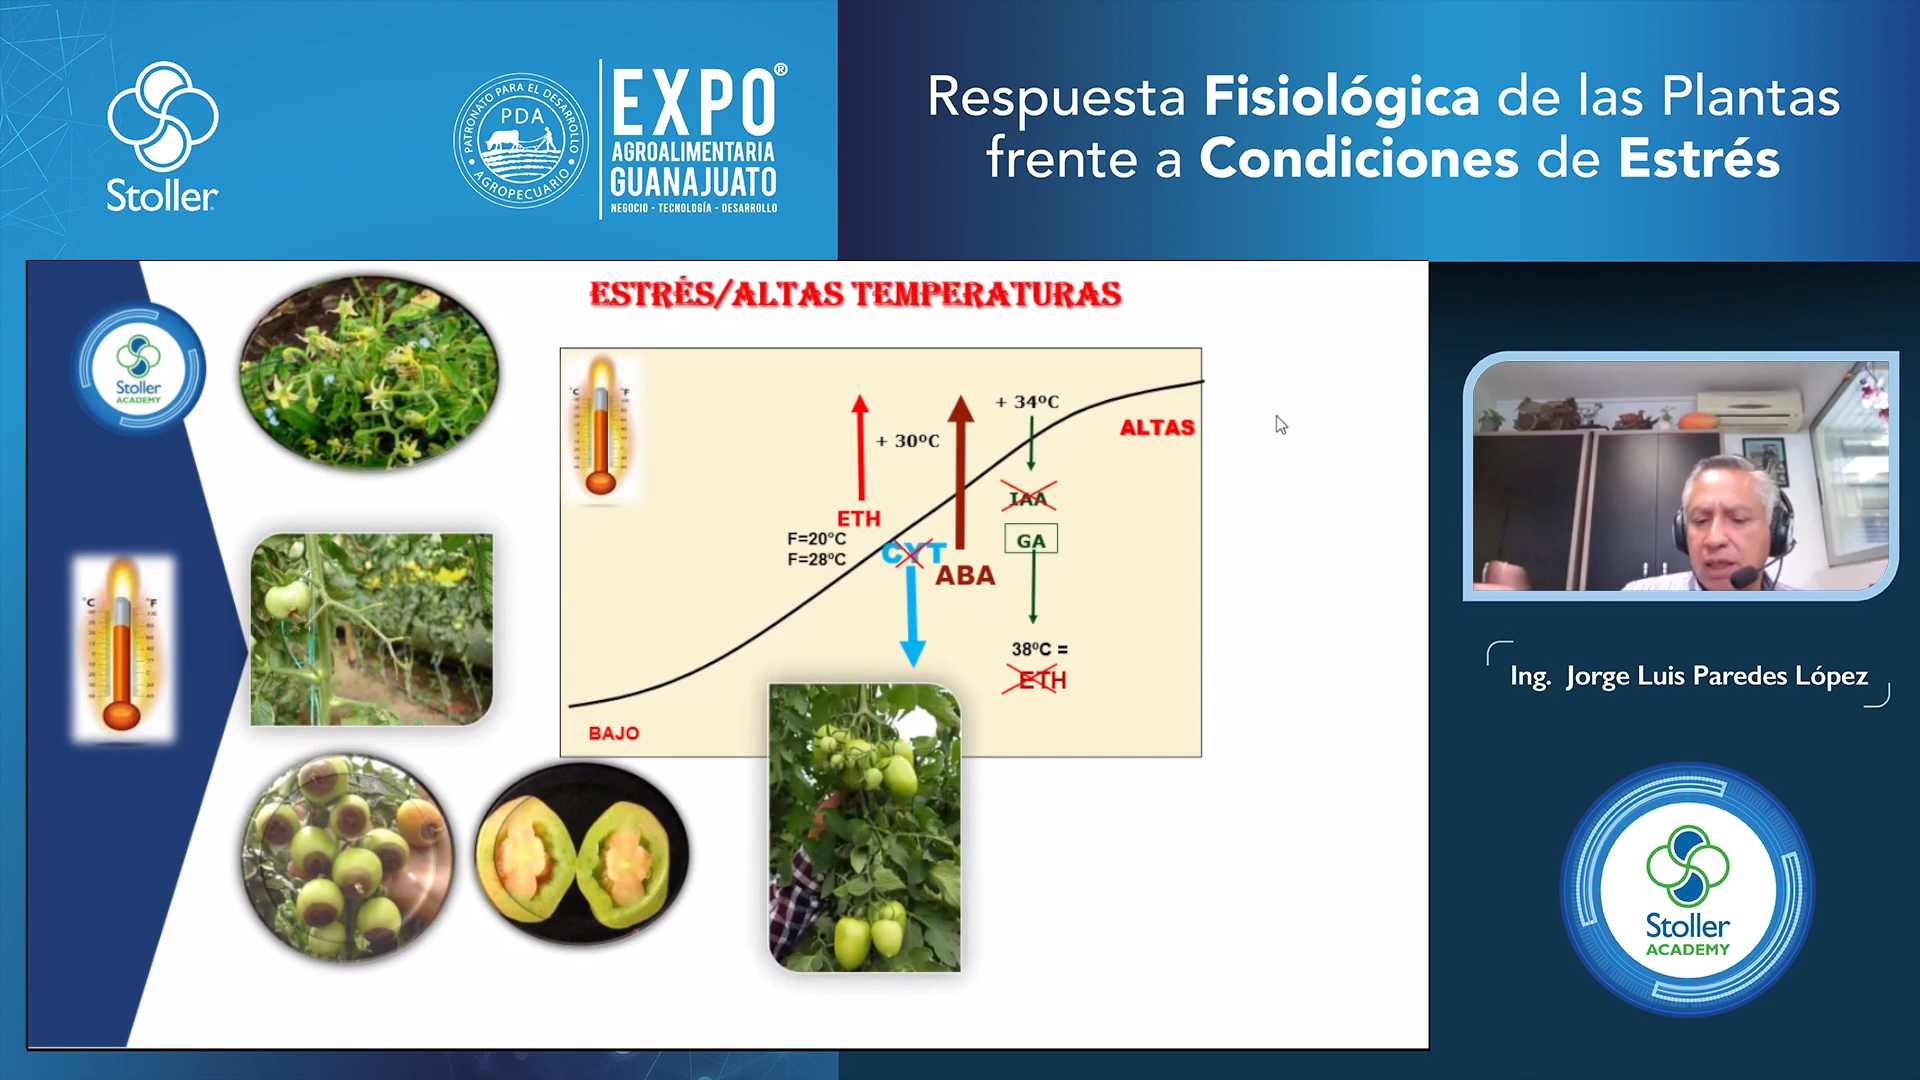 Stoller
PATRONATO PARA EL DESARROLLO
PDA
AGROPECUARIO
EXPO®
AGROALIMENTARIA
GUANAJUATO
NEGOCIO - TECNOLOGÍA - DESARROLLO
Respuesta Fisiológica de las Plantas
frente a Condiciones de Estrés
ESTRÉS/ALTAS TEMPERATURAS
Stoller
ACADEMY
°C
°F
+ 34ºC
ALTAS
+ 30ºC
IAA
ETH
F=20°C
F=28ºC
CYT
GA
ABA
38ºC =
ETH
BAJO
°C
°F
Ing. Jorge Luis Paredes López
Stoller
ACADEMY